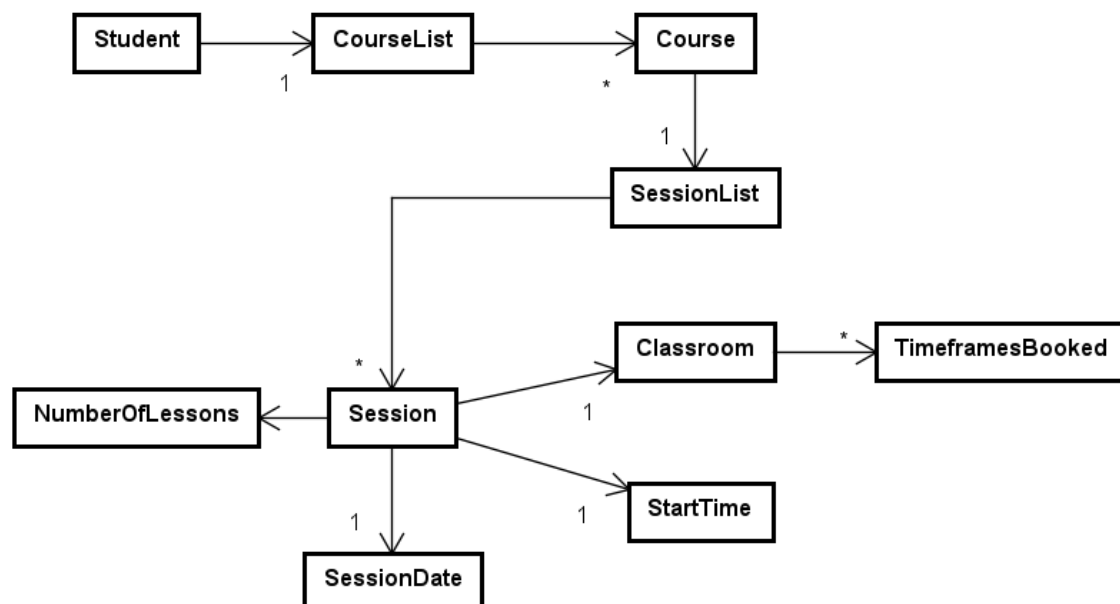 Student
CourseList
Course
1
*
1
SessionList
Classroom
*
TimeframesBooked
*
NumberOfLessons
Session
1
StartTime
1
1
SessionDate